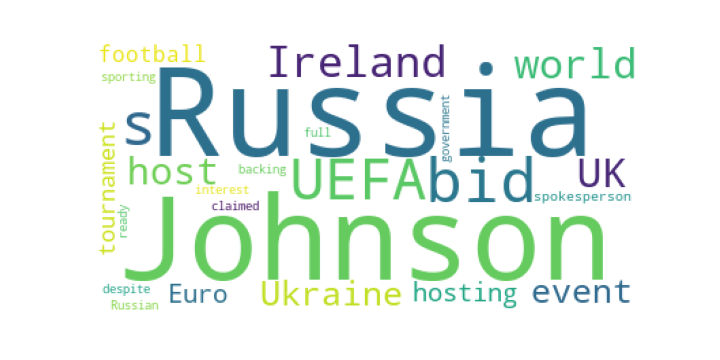 football
Ireland
world
sporting
Russia
s
full
government
tournament
host
UEFA
bid
UK
backing
interest
spokesperson
ready
claimed
Johnson
despite
Euro
Ukraine
hosting
event
Russian